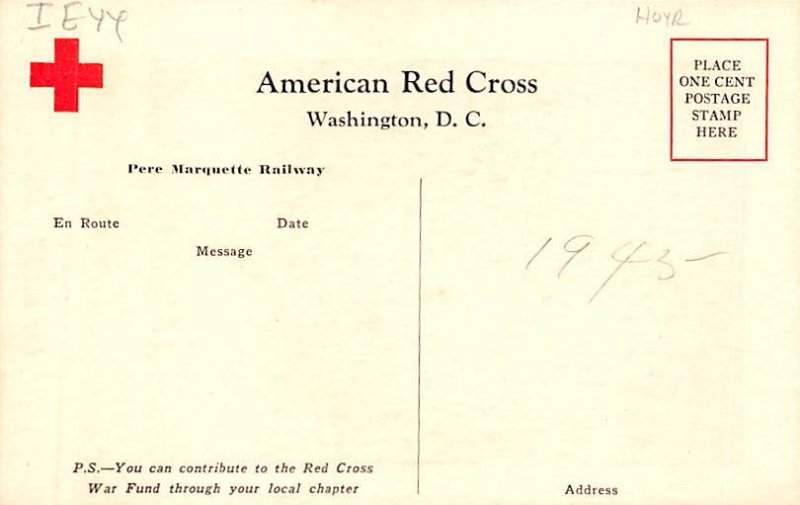 IE44
HOYR
PLACE
ONE CENT
POSTAGE
STAMP
HERE
American Red Cross
Washington, D. C.
Pere Marquette Railway
En Route Date
Message
1945
P.S.—You can contribute to the Red Cross
War Fund through your local chapter
Address